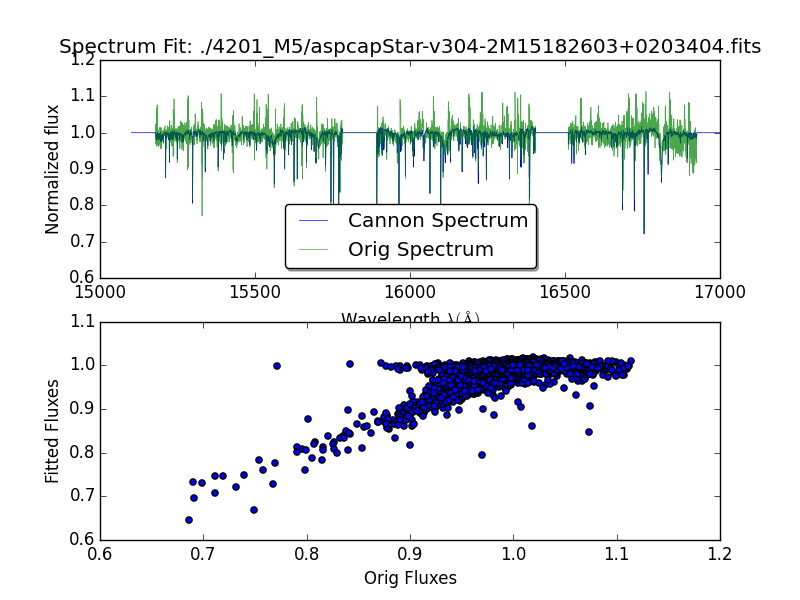 Spectrum Fit: ./4201_M5/aspcapStar-v304-2M15182603+0203404.fits
1.2
1.1
1.0
0.9
0.8
0.7
0.6
Normalized flux
Cannon Spectrum
Orig Spectrum
15000 15500 16000 16500 17000
Wavelength λ(Å)
1.1
1.0
0.9
0.8
0.7
0.6
Fitted Fluxes
0.6 0.7 0.8 0.9 1.0 1.1 1.2
Orig Fluxes